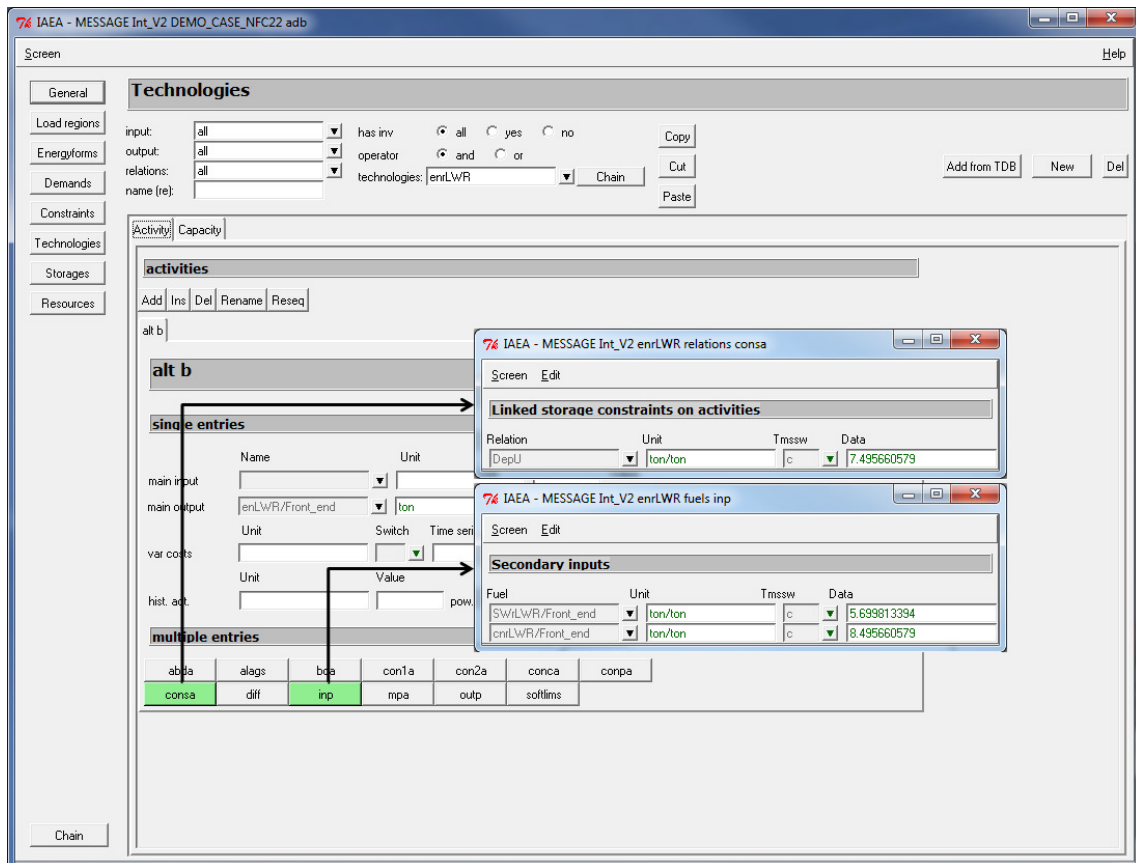 IAEA - MESSAGE Int_V2 DEMO_CASE_NFC22 adb
Screen Help
General
Load regions
Energyforms
Demands
Constraints
Technologies
Storages
Resources
Chain
Technologies
input: all has inv all yes no Copy
output: all operator and or Cut Add from TDB New Del
relations: all technologies: enrLWR Chain
name (re): Paste
Activity Capacity
activities
Add Ins Del Rename Reseq
alt b
alt b
single entries
Name Unit
main input
main output enLWR/Front_end ton
Unit Switch Time seri
var costs
Unit Value
hist. act. pow.
multiple entries
abda alags bda con1a con2a conca conpa
consa diff inp mpa outp softlims
IAEA - MESSAGE Int_V2 enrLWR relations consa
Screen Edit
Linked storage constraints on activities
Relation Unit Tmssw Data
DepU ton/ton c 7.495660579
IAEA - MESSAGE Int_V2 enrLWR fuels inp
Screen Edit
Secondary inputs
Fuel Unit Tmssw Data
SWrLWR/Front_end ton/ton c 5.699813394
cnrLWR/Front_end ton/ton c 8.495660579